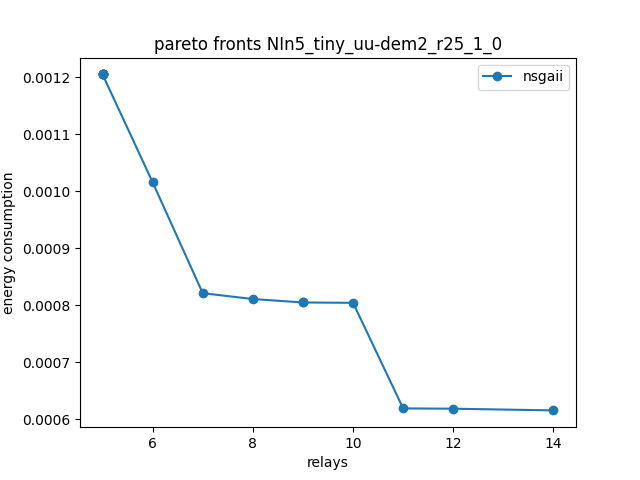 pareto fronts NIn5_tiny_uu-dem2_r25_1_0
nsgaii
energy consumption
0.0012
0.0011
0.0010
0.0009
0.0008
0.0007
0.0006
6 8 10 12 14
relays